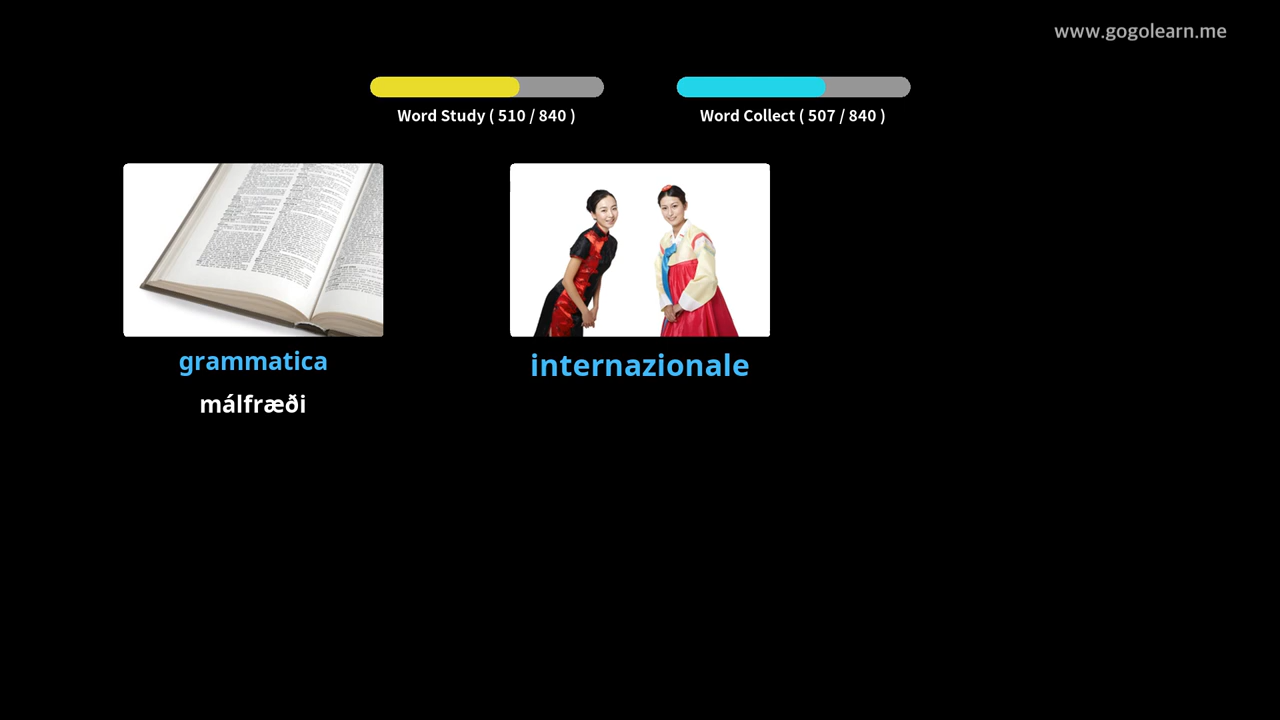 www.gogolearn.me
Word Study ( 510 / 840 )
Word Collect ( 507 / 840 )
grammatica
málfræði
internazionale